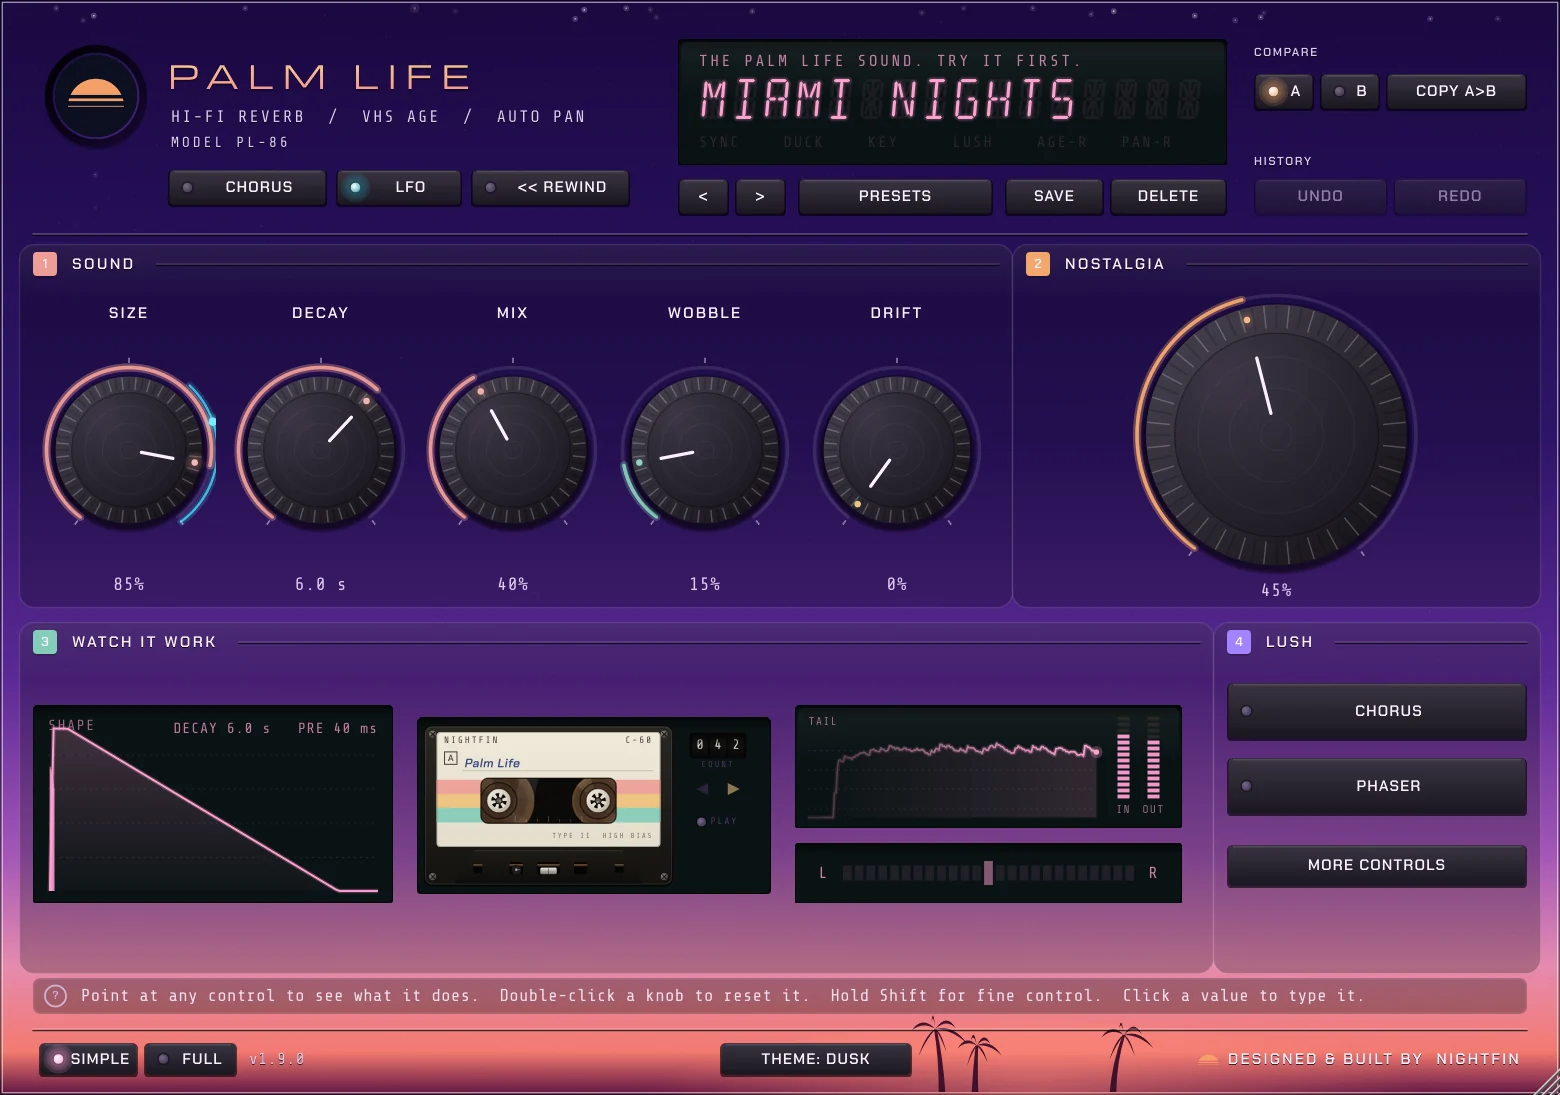 PALM LIFE
HI-FI REVERB / VHS AGE / AUTO PAN
MODEL PL-86
CHORUS
LFO
<< REWIND
THE PALM LIFE SOUND. TRY IT FIRST.
MIAMI NIGHTS
SYNC DUCK KEY LUSH AGE-R PAN-R
<
>
PRESETS
SAVE
DELETE
COMPARE
A
B
COPY A>B
HISTORY
UNDO
REDO
1 SOUND
SIZE
DECAY
MIX
WOBBLE
DRIFT
85%
6.0 s
40%
15%
0%
2 NOSTALGIA
45%
3 WATCH IT WORK
SHAPE
DECAY 6.0 s PRE 40 ms
NIGHTFIN C-60
A Palm Life
TYPE II HIGH BIAS
0 4 2
COUNT
PLAY
TAIL
IN OUT
L R
4 LUSH
CHORUS
PHASER
MORE CONTROLS
? Point at any control to see what it does. Double-click a knob to reset it. Hold Shift for fine control. Click a value to type it.
SIMPLE
FULL
v1.9.0
THEME: DUSK
DESIGNED & BUILT BY NIGHTFIN